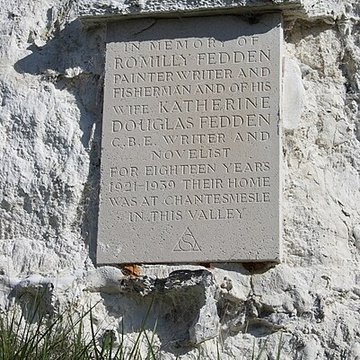 IN MEMORY OF
ROMILLY FEDDEN
PAINTER WRITER AND
FISHERMAN AND OF HIS
WIFE KATHERINE
DOUGLAS FEDDEN
C.B.E. WRITER AND
NOVELIST
FOR EIGHTEEN YEARS
1921-1939 THEIR HOME
WAS AT CHANTESMESLE
IN THIS VALLEY